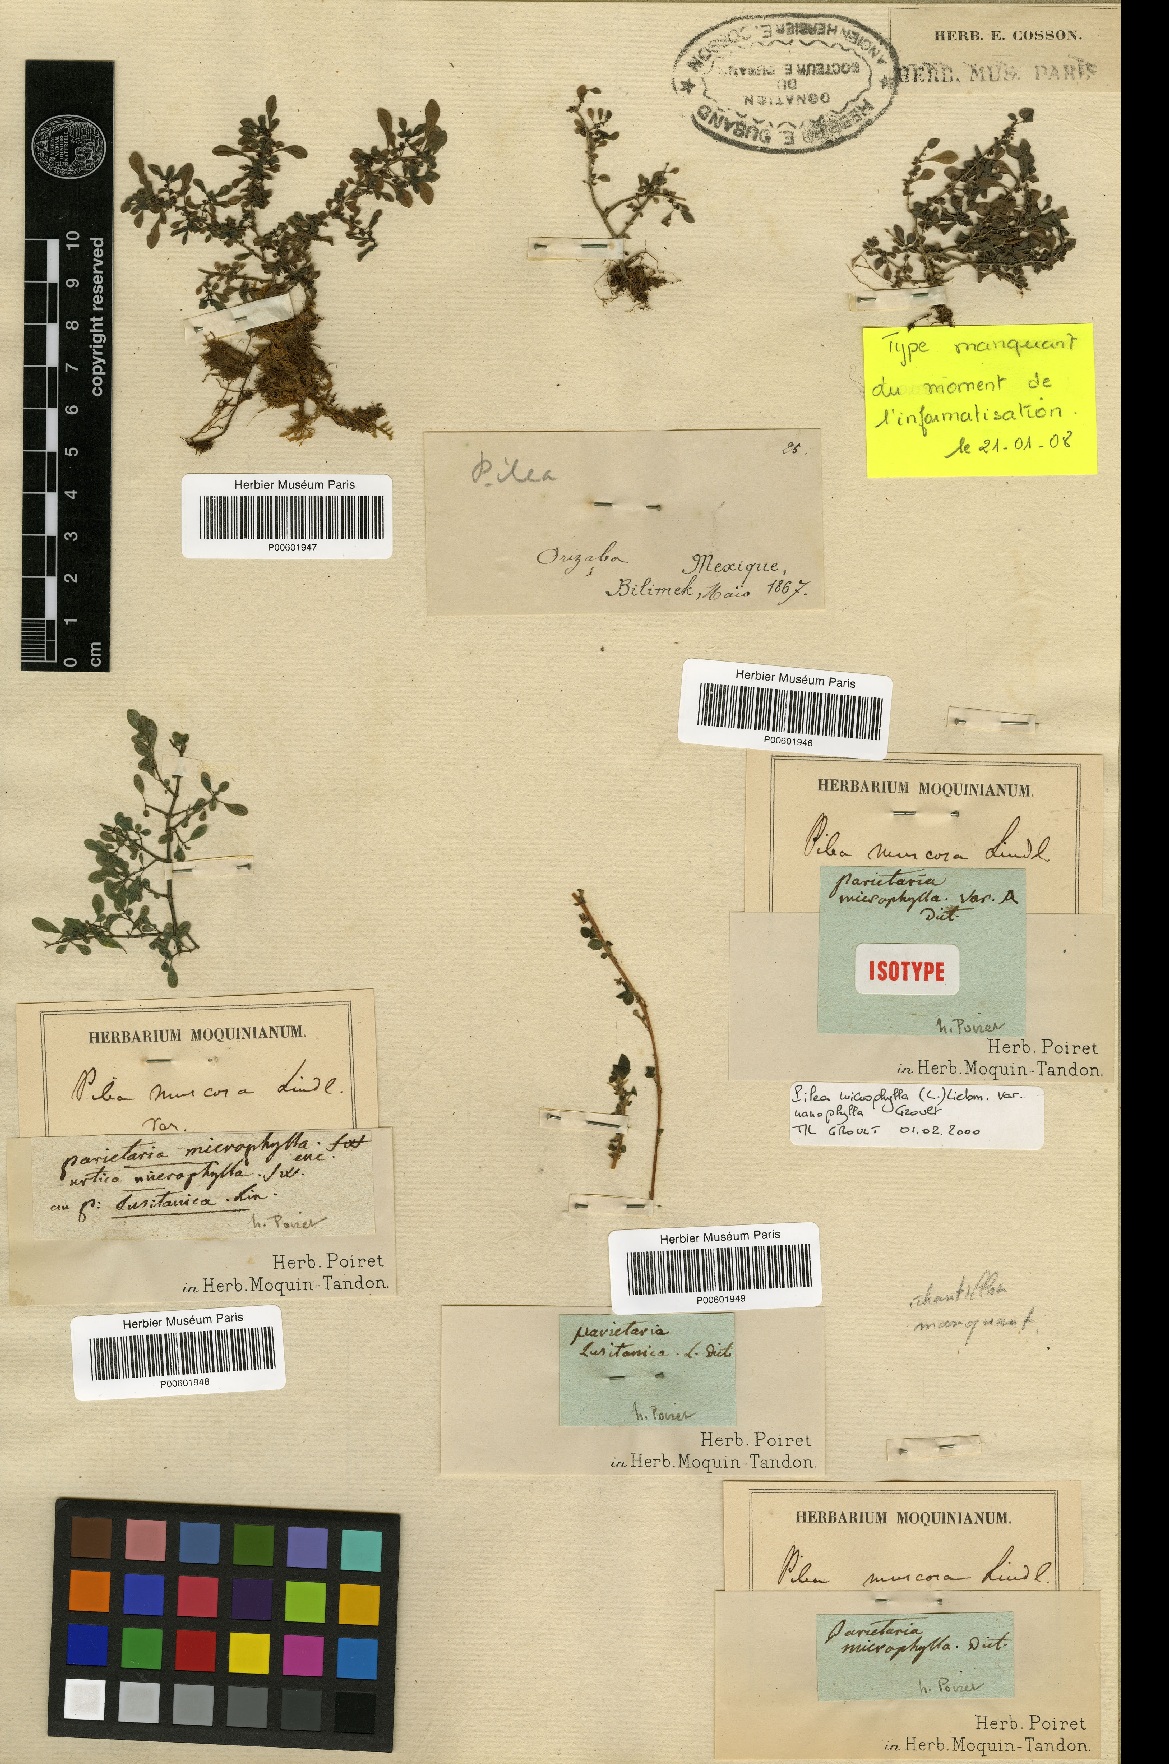 HERB. E. COSSON.
HERB. MUS. PARIS
HERBIER E. DURAND
ANCIEN HERBIER E. COSSON
DONATION
DU
DOCTEUR E. DURAND
10
9
8
7
6
5
4
3
2
1
0
cm
copyright reserved
Type manquant
du moment de
l'informatisation.
le 21-01-08
Herbier Muséum Paris
P00601947
Pilea
Orizaba Mexique,
Bilimek, Maio 1867.
Herbier Muséum Paris
P00601946
HERBARIUM MOQUINIANUM.
Pilea muscosa Lindl.
parietaria
microphylla. Var. A
Dict.
ISOTYPE
h. Poiret
Herb. Poiret
in Herb. Moquin-Tandon.
Pilea microphylla (L.) Liebm. var.
nanophylla Groult
ML GROULT 01.02.2000
HERBARIUM MOQUINIANUM.
Pilea muscosa Lindl.
Var.
parietaria microphylla.
enc.
urtica microphylla.
an p: Lusitanica. Lin.
h. Poiret
Herb. Poiret
in Herb. Moquin-Tandon.
Herbier Muséum Paris
P00601948
Herbier Muséum Paris
P00601949
parietaria
Lusitanica. L. Dict
h. Poiret
Herb. Poiret
in Herb. Moquin-Tandon.
échantillon
manquant
HERBARIUM MOQUINIANUM.
Pilea muscosa Lindl.
Parietaria
microphylla. Dict.
h. Poiret
Herb. Poiret
in Herb. Moquin-Tandon.